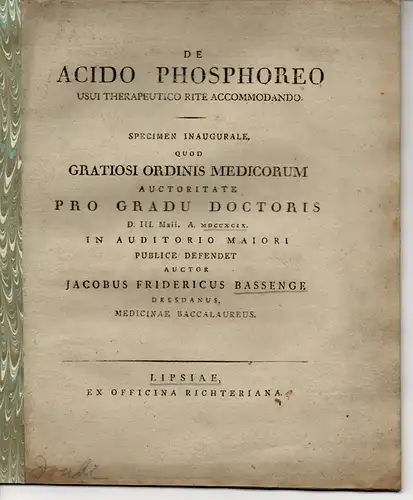 DE
ACIDO PHOSPHOREO
USUI THERAPEUTICO RITE ACCOMMODANDO.
SPECIMEN INAUGURALE,
QUOD
GRATIOSI ORDINIS MEDICORUM
AUCTORITATE
PRO GRADU DOCTORIS
D. III. Maii. A. MDCCXCIX.
IN AUDITORIO MAIORI
PUBLICE DEFENDET
AUCTOR
JACOBUS FRIDERICUS BASSENGE
DRESDANUS,
MEDICINAE BACCALAUREUS.
LIPSIAE,
EX OFFICINA RICHTERIANA.